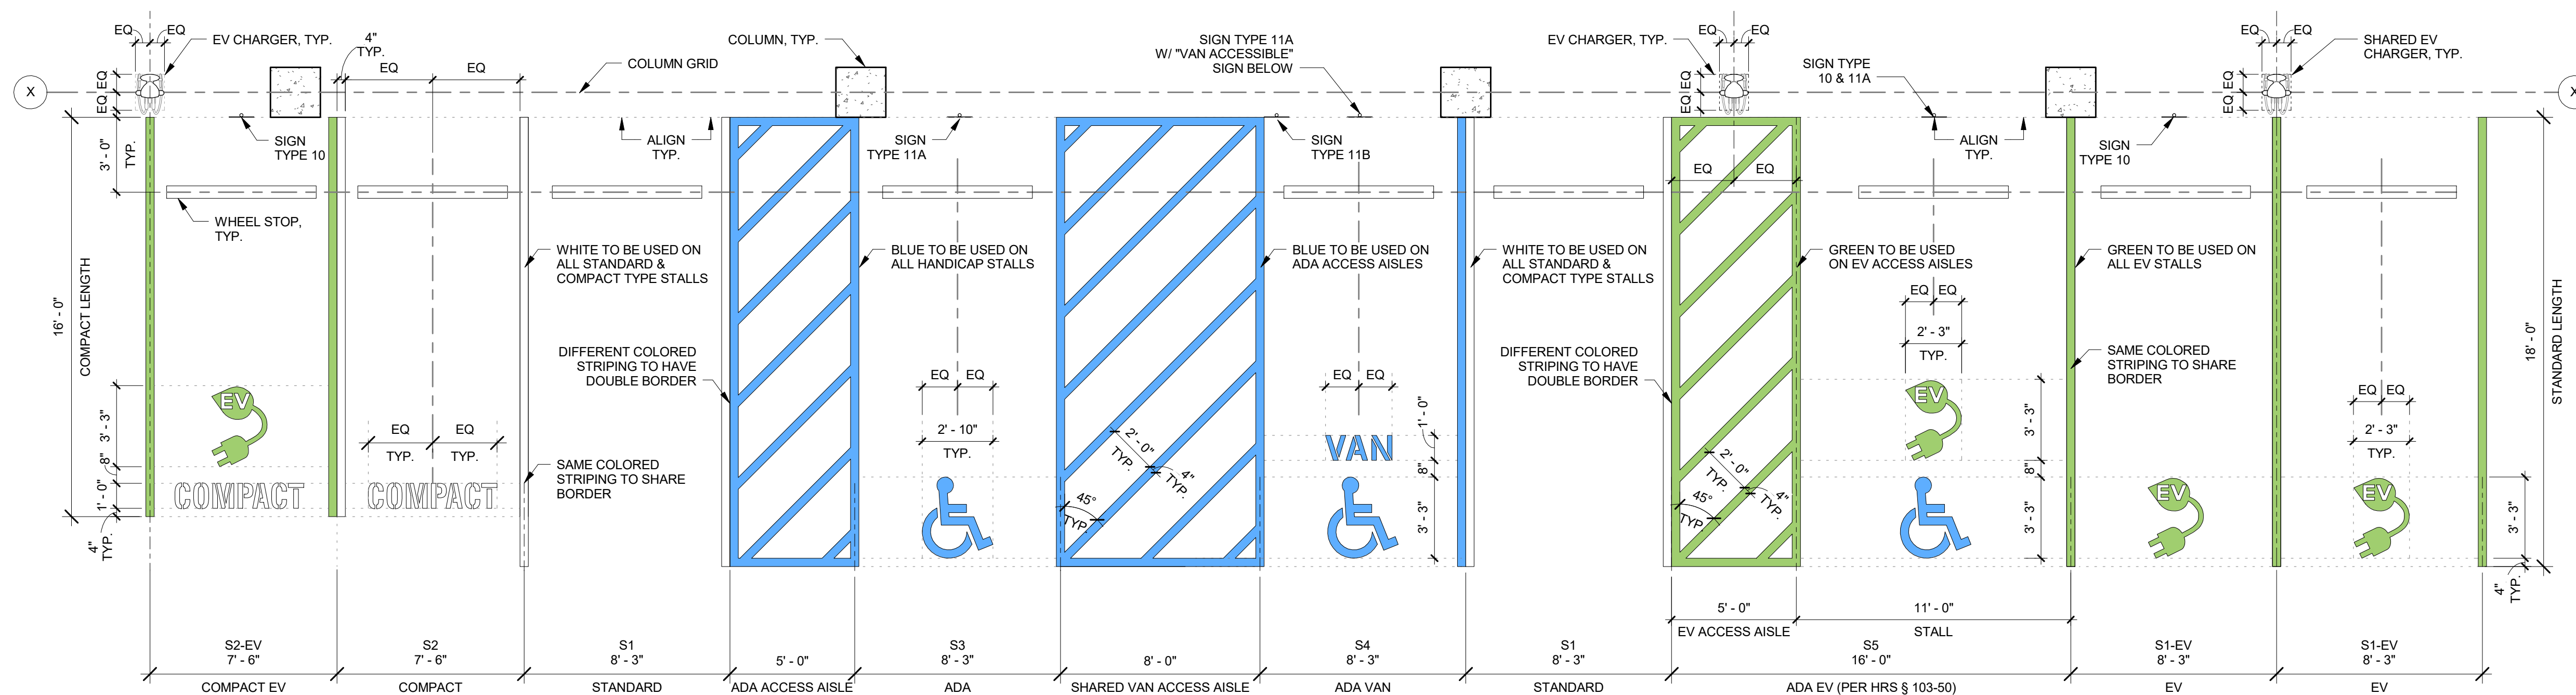 EQ EQ
EV CHARGER, TYP.
4"
TYP.
EQ EQ
COLUMN GRID
COLUMN, TYP.
SIGN TYPE 11A
W/ "VAN ACCESSIBLE"
SIGN BELOW
EV CHARGER, TYP.
EQ EQ
SIGN TYPE
10 & 11A
EQ EQ
SHARED EV
CHARGER, TYP.
X
EQ EQ
EQ EQ
EQ EQ
X
3' - 0"
TYP.
SIGN
TYPE 10
ALIGN
TYP.
SIGN
TYPE 11A
SIGN
TYPE 11B
EQ EQ
ALIGN
TYP.
SIGN
TYPE 10
WHEEL STOP,
TYP.
16' - 0"
COMPACT LENGTH
WHITE TO BE USED ON
ALL STANDARD &
COMPACT TYPE STALLS
BLUE TO BE USED ON
ALL HANDICAP STALLS
BLUE TO BE USED ON
ADA ACCESS AISLES
WHITE TO BE USED ON
ALL STANDARD &
COMPACT TYPE STALLS
GREEN TO BE USED
ON EV ACCESS AISLES
GREEN TO BE USED ON
ALL EV STALLS
18' - 0"
STANDARD LENGTH
DIFFERENT COLORED
STRIPING TO HAVE
DOUBLE BORDER
DIFFERENT COLORED
STRIPING TO HAVE
DOUBLE BORDER
EQ EQ
2' - 3"
TYP.
SAME COLORED
STRIPING TO SHARE
BORDER
3' - 3"
8"
1' - 0"
4"
TYP.
EV
COMPACT
EQ EQ
TYP. TYP.
COMPACT
SAME COLORED
STRIPING TO SHARE
BORDER
EQ EQ
2' - 10"
TYP.
2' - 0"
TYP.
4"
TYP.
45°
TYP.
EQ EQ
VAN
1' - 0"
8"
3' - 3"
2' - 0"
TYP.
4"
TYP.
45°
TYP.
EV
3' - 3"
8"
3' - 3"
EV
EQ EQ
2' - 3"
TYP.
EV
3' - 3"
4"
TYP.
5' - 0"
EV ACCESS AISLE
11' - 0"
STALL
S2-EV
7' - 6"
COMPACT EV
S2
7' - 6"
COMPACT
S1
8' - 3"
STANDARD
5' - 0"
ADA ACCESS AISLE
S3
8' - 3"
ADA
8' - 0"
SHARED VAN ACCESS AISLE
S4
8' - 3"
ADA VAN
S1
8' - 3"
STANDARD
S5
16' - 0"
ADA EV (PER HRS § 103-50)
S1-EV
8' - 3"
EV
S1-EV
8' - 3"
EV